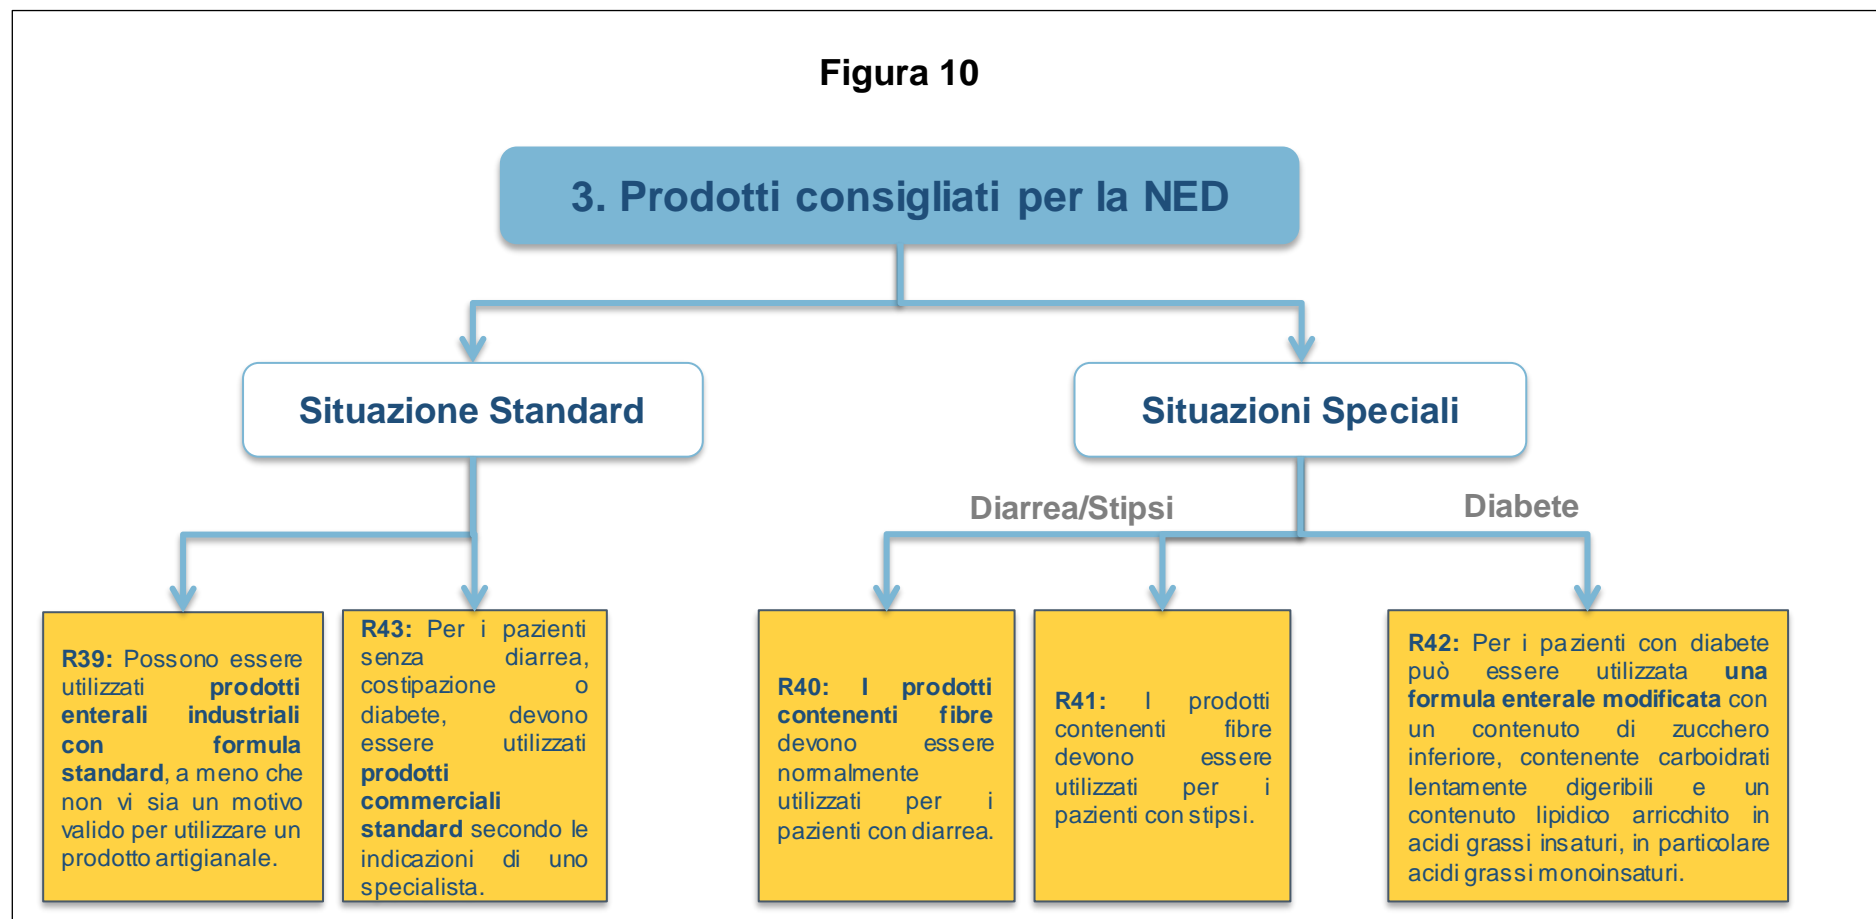 Figura 10
3. Prodotti consigliati per la NED
Situazione Standard
Situazioni Speciali
Diarrea/Stipsi
Diabete
R39: Possono essere
utilizzati prodotti
enterali industriali
con formula
standard, a meno che
non vi sia un motivo
valido per utilizzare un
prodotto artigianale.
R43: Per i pazienti
senza diarrea,
costipazione o
diabete, devono
essere utilizzati
prodotti
commerciali
standard secondo le
indicazioni di uno
specialista.
R40: I prodotti
contenenti fibre
devono essere
normalmente
utilizzati per i
pazienti con diarrea.
R41: I prodotti
contenenti fibre
devono essere
utilizzati per i
pazienti con stipsi.
R42: Per i pazienti con diabete
può essere utilizzata una
formula enterale modificata con
un contenuto di zucchero
inferiore, contenente carboidrati
lentamente digeribili e un
contenuto lipidico arricchito in
acidi grassi insaturi, in particolare
acidi grassi monoinsaturi.